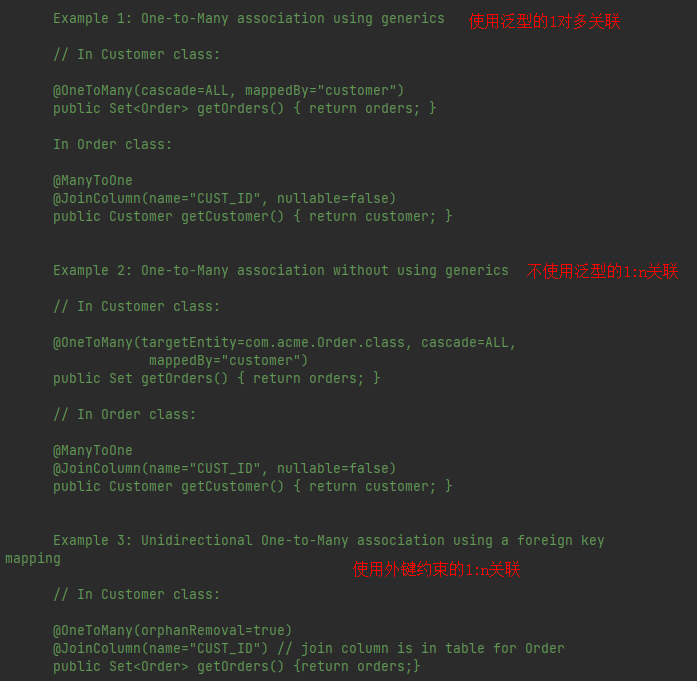 Example 1: One-to-Many association using generics 使用泛型的1对多关联
// In Customer class:
@OneToMany(cascade=ALL, mappedBy="customer")
public Set<Order> getOrders() { return orders; }
In Order class:
@ManyToOne
@JoinColumn(name="CUST_ID", nullable=false)
public Customer getCustomer() { return customer; }
Example 2: One-to-Many association without using generics 不使用泛型的1:n关联
// In Customer class:
@OneToMany(targetEntity=com.acme.Order.class, cascade=ALL,
mappedBy="customer")
public Set getOrders() { return orders; }
// In Order class:
@ManyToOne
@JoinColumn(name="CUST_ID", nullable=false)
public Customer getCustomer() { return customer; }
Example 3: Unidirectional One-to-Many association using a foreign key
mapping
使用外键约束的1:n关联
// In Customer class:
@OneToMany(orphanRemoval=true)
@JoinColumn(name="CUST_ID") // join column is in table for Order
public Set<Order> getOrders() {return orders;}